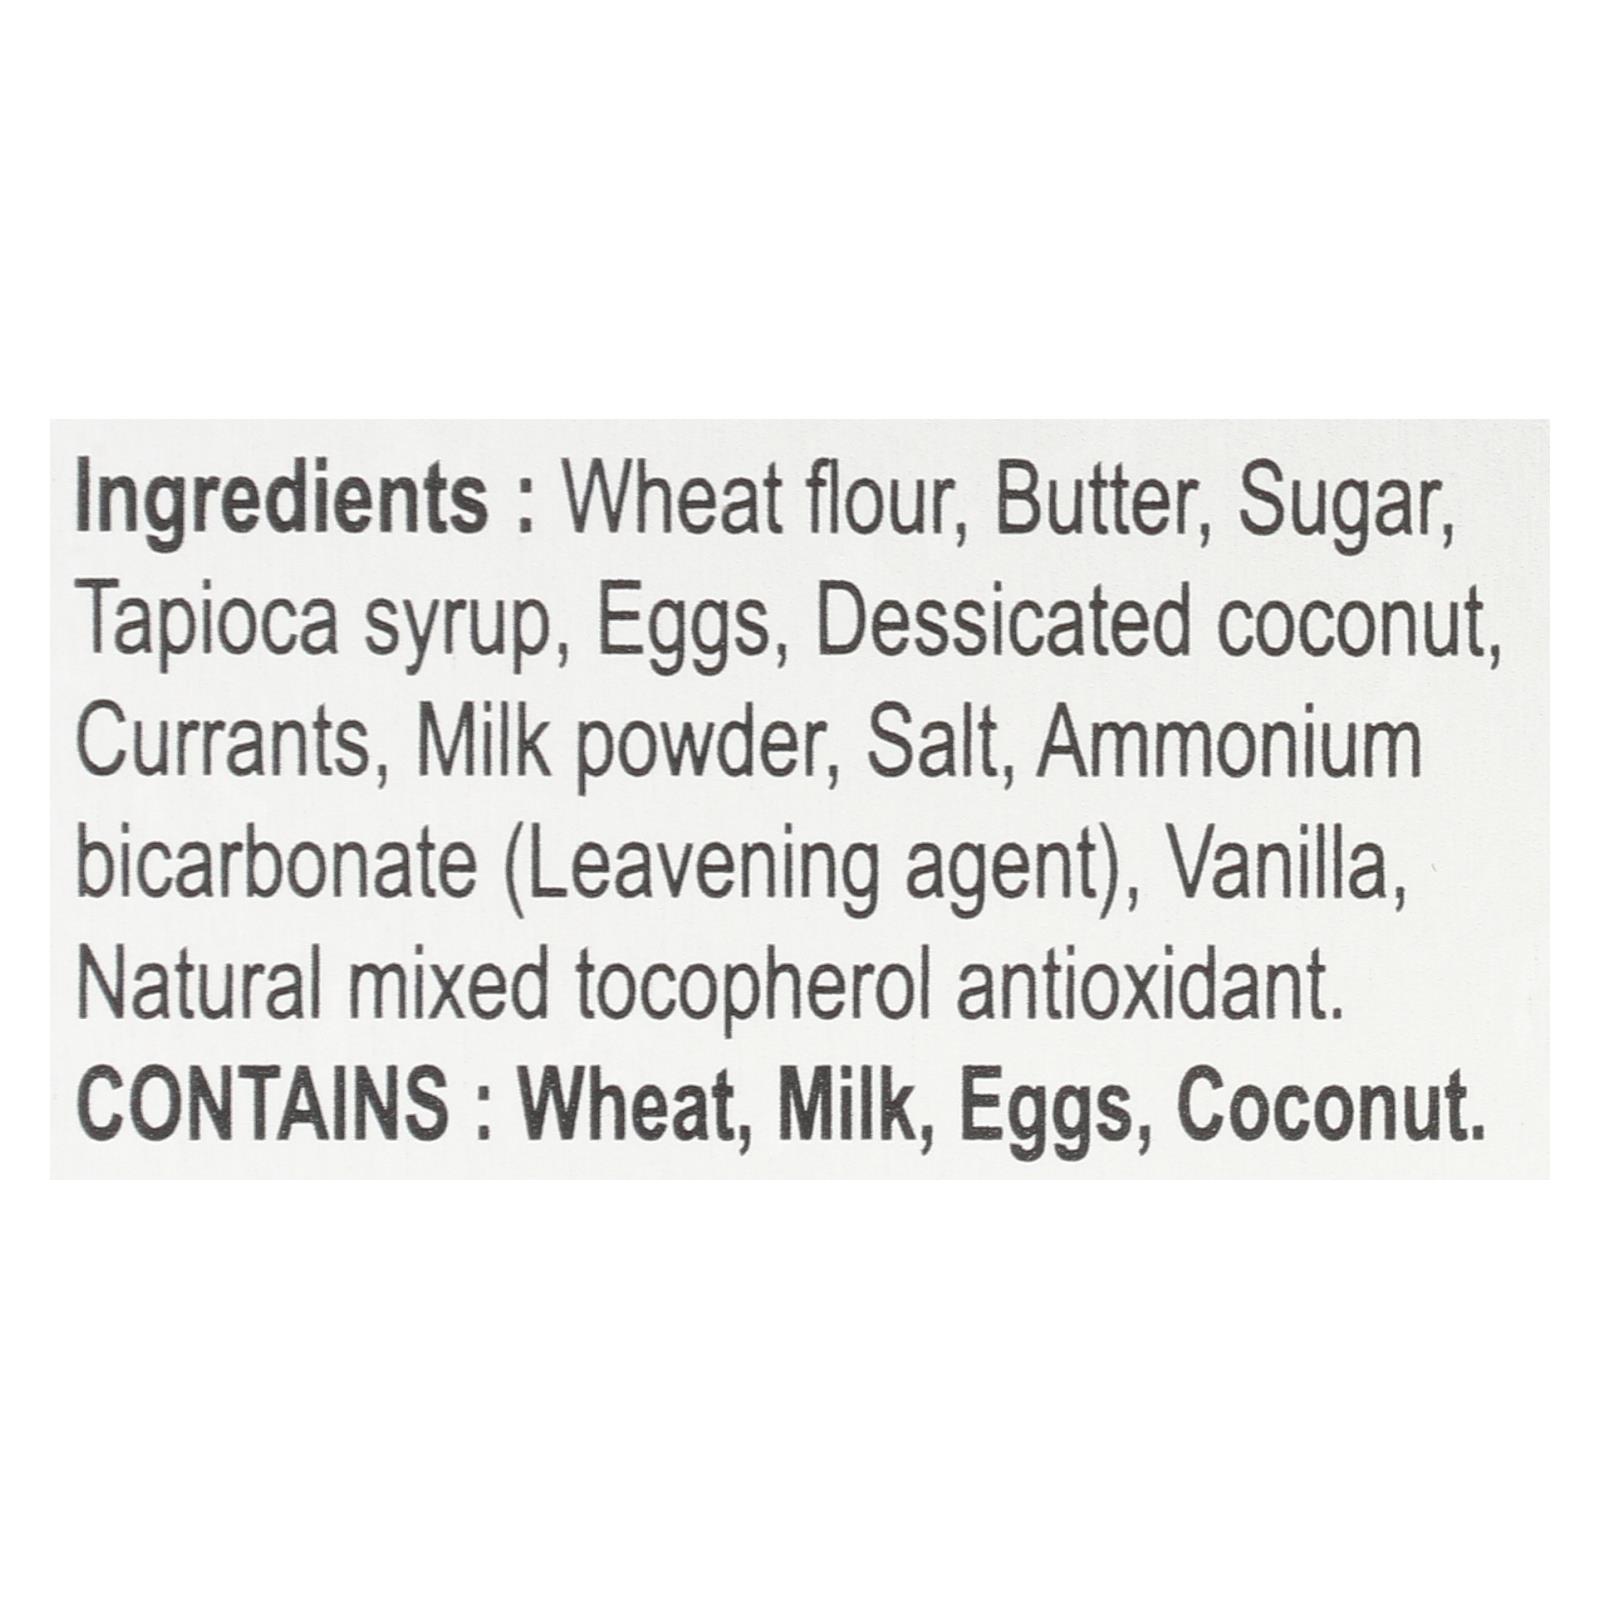 Ingredients : Wheat flour, Butter, Sugar,
Tapioca syrup, Eggs, Dessicated coconut,
Currants, Milk powder, Salt, Ammonium
bicarbonate (Leavening agent), Vanilla,
Natural mixed tocopherol antioxidant.
CONTAINS : Wheat, Milk, Eggs, Coconut.